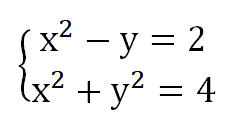 x² − y = 2
x² + y² = 4